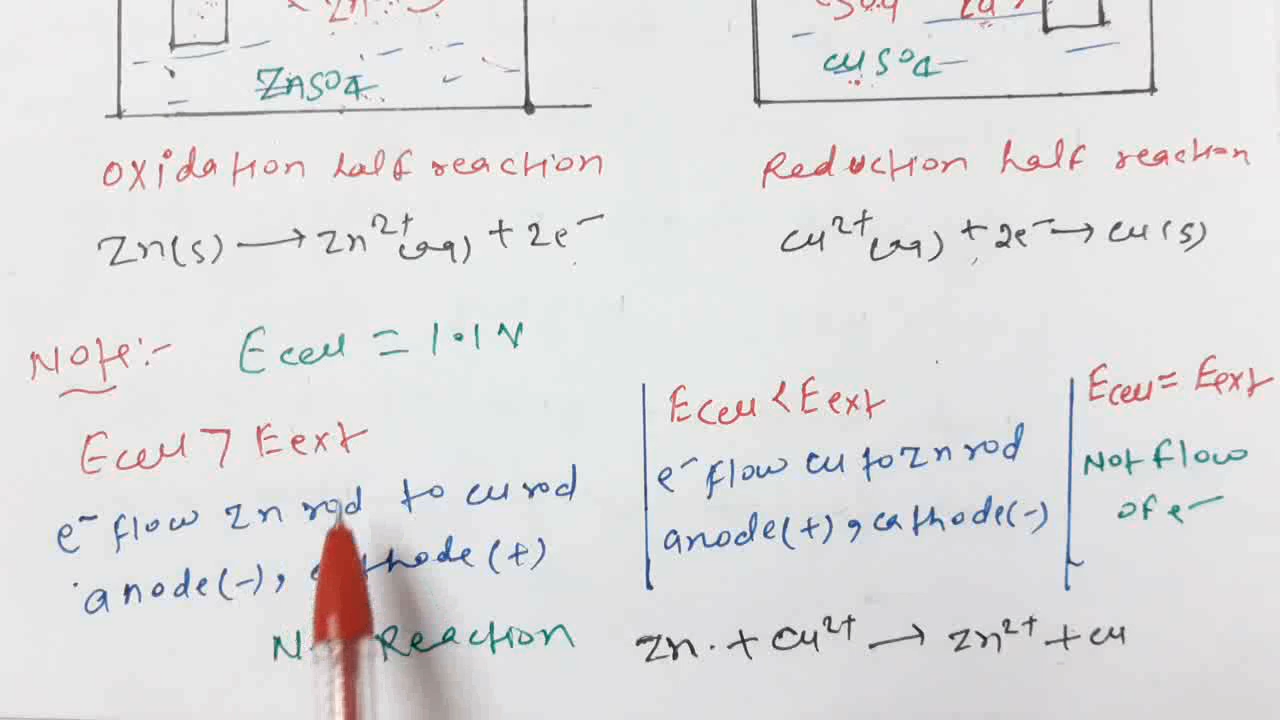 ZnSO4
CuSO4
Oxidation half reaction
Zn(s) → Zn²⁺(aq) + 2e⁻
Reduction half reaction
Cu²⁺(aq) + 2e⁻ → Cu(s)
Note:- Ecell = 1.1V
Ecell > Eext
e⁻ flow Zn rod to Cu rod
anode(-), cathode(+)
Ecell < Eext
e⁻ flow Cu to Zn rod
anode(+), cathode(-)
Ecell = Eext
Not flow
of e⁻
Reaction Zn + Cu²⁺ → Zn²⁺ + Cu